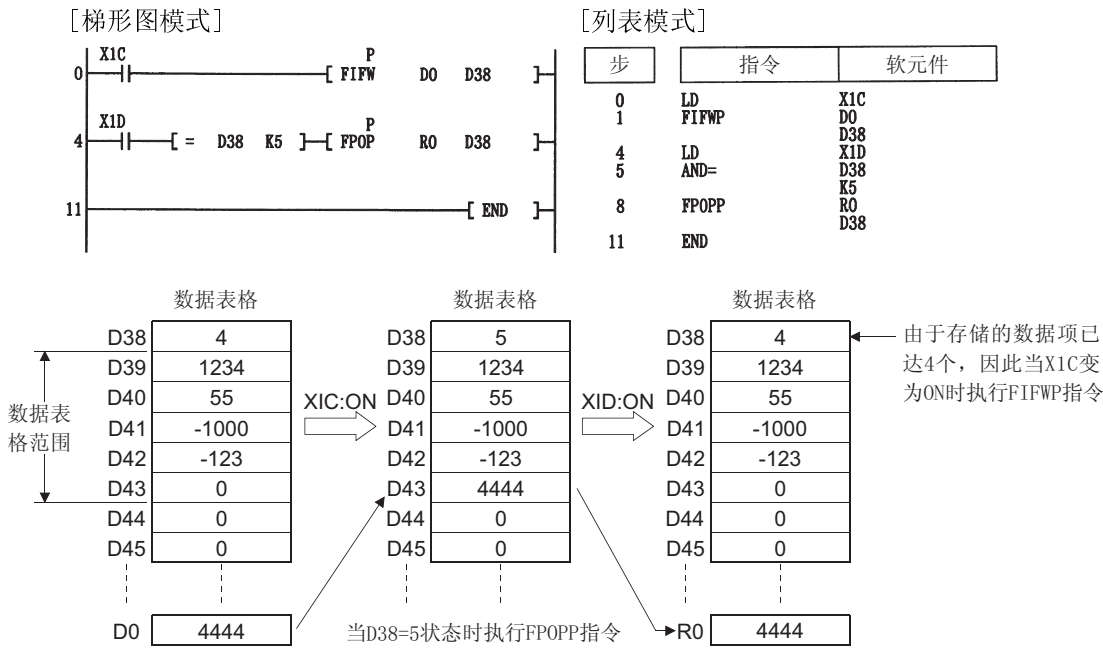 [梯形图模式]
X1C P
0 FIFW D0 D38
X1D P
4 = D38 K5 FPOP R0 D38
11 END
[列表模式]
步 指令 软元件
0 LD X1C
1 FIFWP D0
D38
4 LD X1D
5 AND= D38
K5
8 FPOPP R0
D38
11 END
数据表格 数据表格 数据表格
D38 4 D38 5 D38 4
D39 1234 D39 1234 D39 1234
D40 55 D40 55 D40 55
D41 -1000 D41 -1000 D41 -1000
D42 -123 D42 -123 D42 -123
D43 0 D43 4444 D43 0
D44 0 D44 0 D44 0
D45 0 D45 0 D45 0
数据表
格范围
XIC:ON
XID:ON
由于存储的数据项已
达4个，因此当X1C变
为ON时执行FIFWP指令
D0 4444
当D38=5状态时执行FPOPP指令
R0 4444